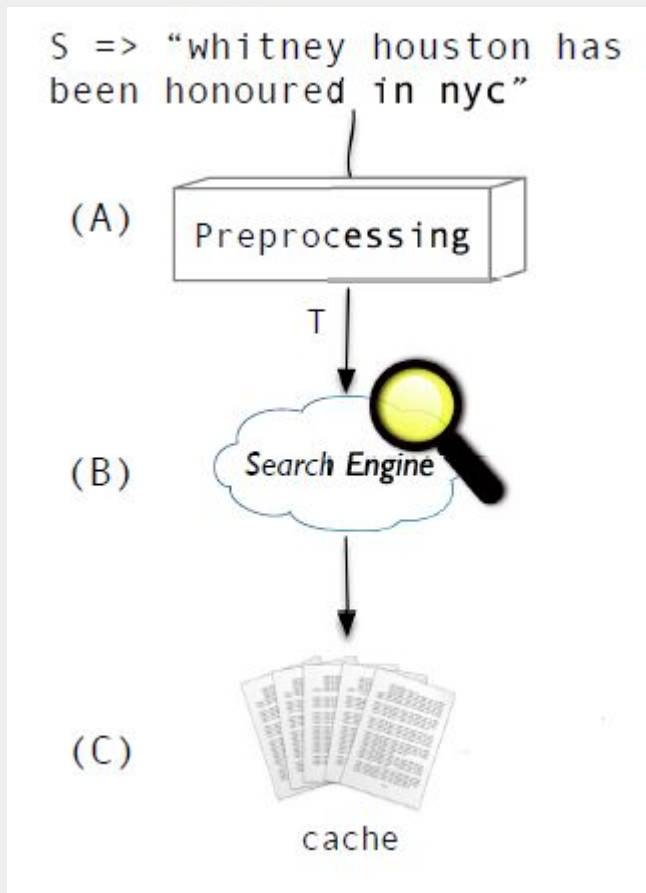 S => “whitney houston has
been honoured in nyc”
(A)
Preprocessing
T
(B)
Search Engine
(C)
cache